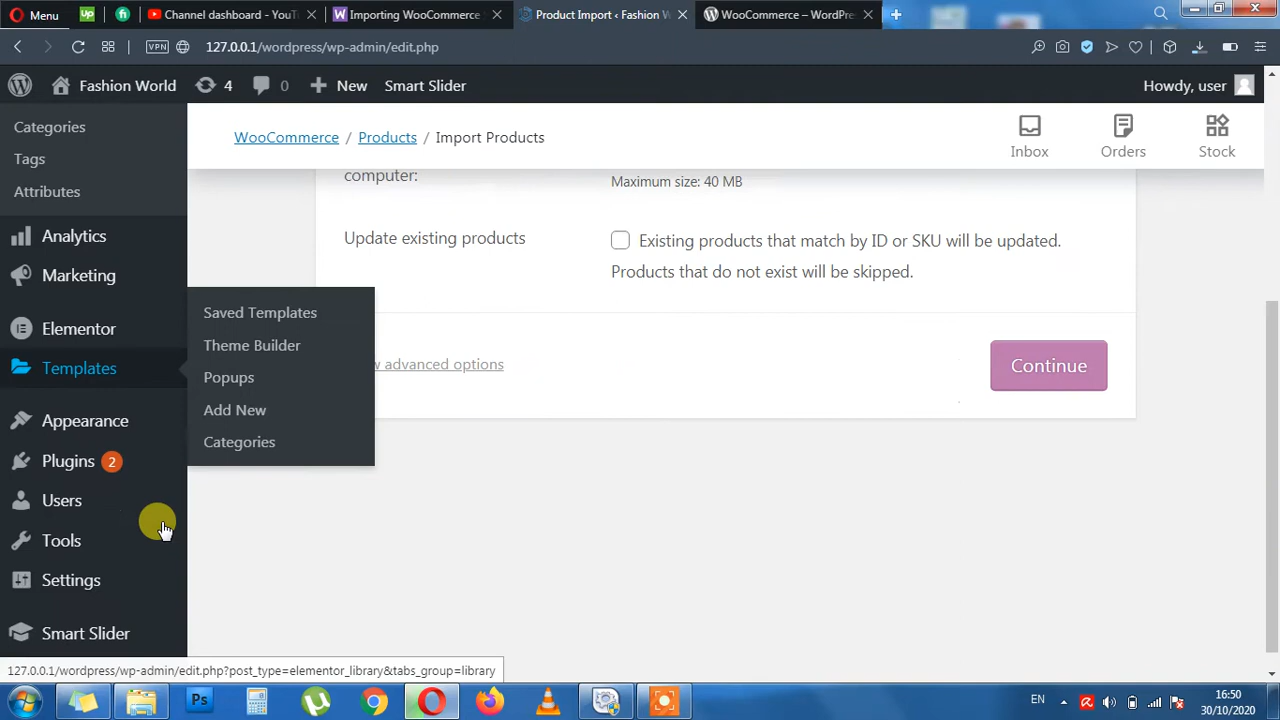 Menu
Up
Channel dashboard - YouT
Importing WooCommerce
Product Import ‹ Fashion W
WooCommerce – WordPre
VPN
127.0.0.1/wordpress/wp-admin/edit.php
Fashion World
4
0
New
Smart Slider
Howdy, user
Categories
Tags
Attributes
Analytics
Marketing
Elementor
Templates
Appearance
Plugins 2
Users
Tools
Settings
Smart Slider
Saved Templates
Theme Builder
Popups
Add New
Categories
WooCommerce / Products / Import Products
Inbox
Orders
Stock
computer:
Maximum size: 40 MB
Update existing products
Existing products that match by ID or SKU will be updated.
Products that do not exist will be skipped.
w advanced options
Continue
127.0.0.1/wordpress/wp-admin/edit.php?post_type=elementor_library&tabs_group=library
Ps
EN
16:50
30/10/2020